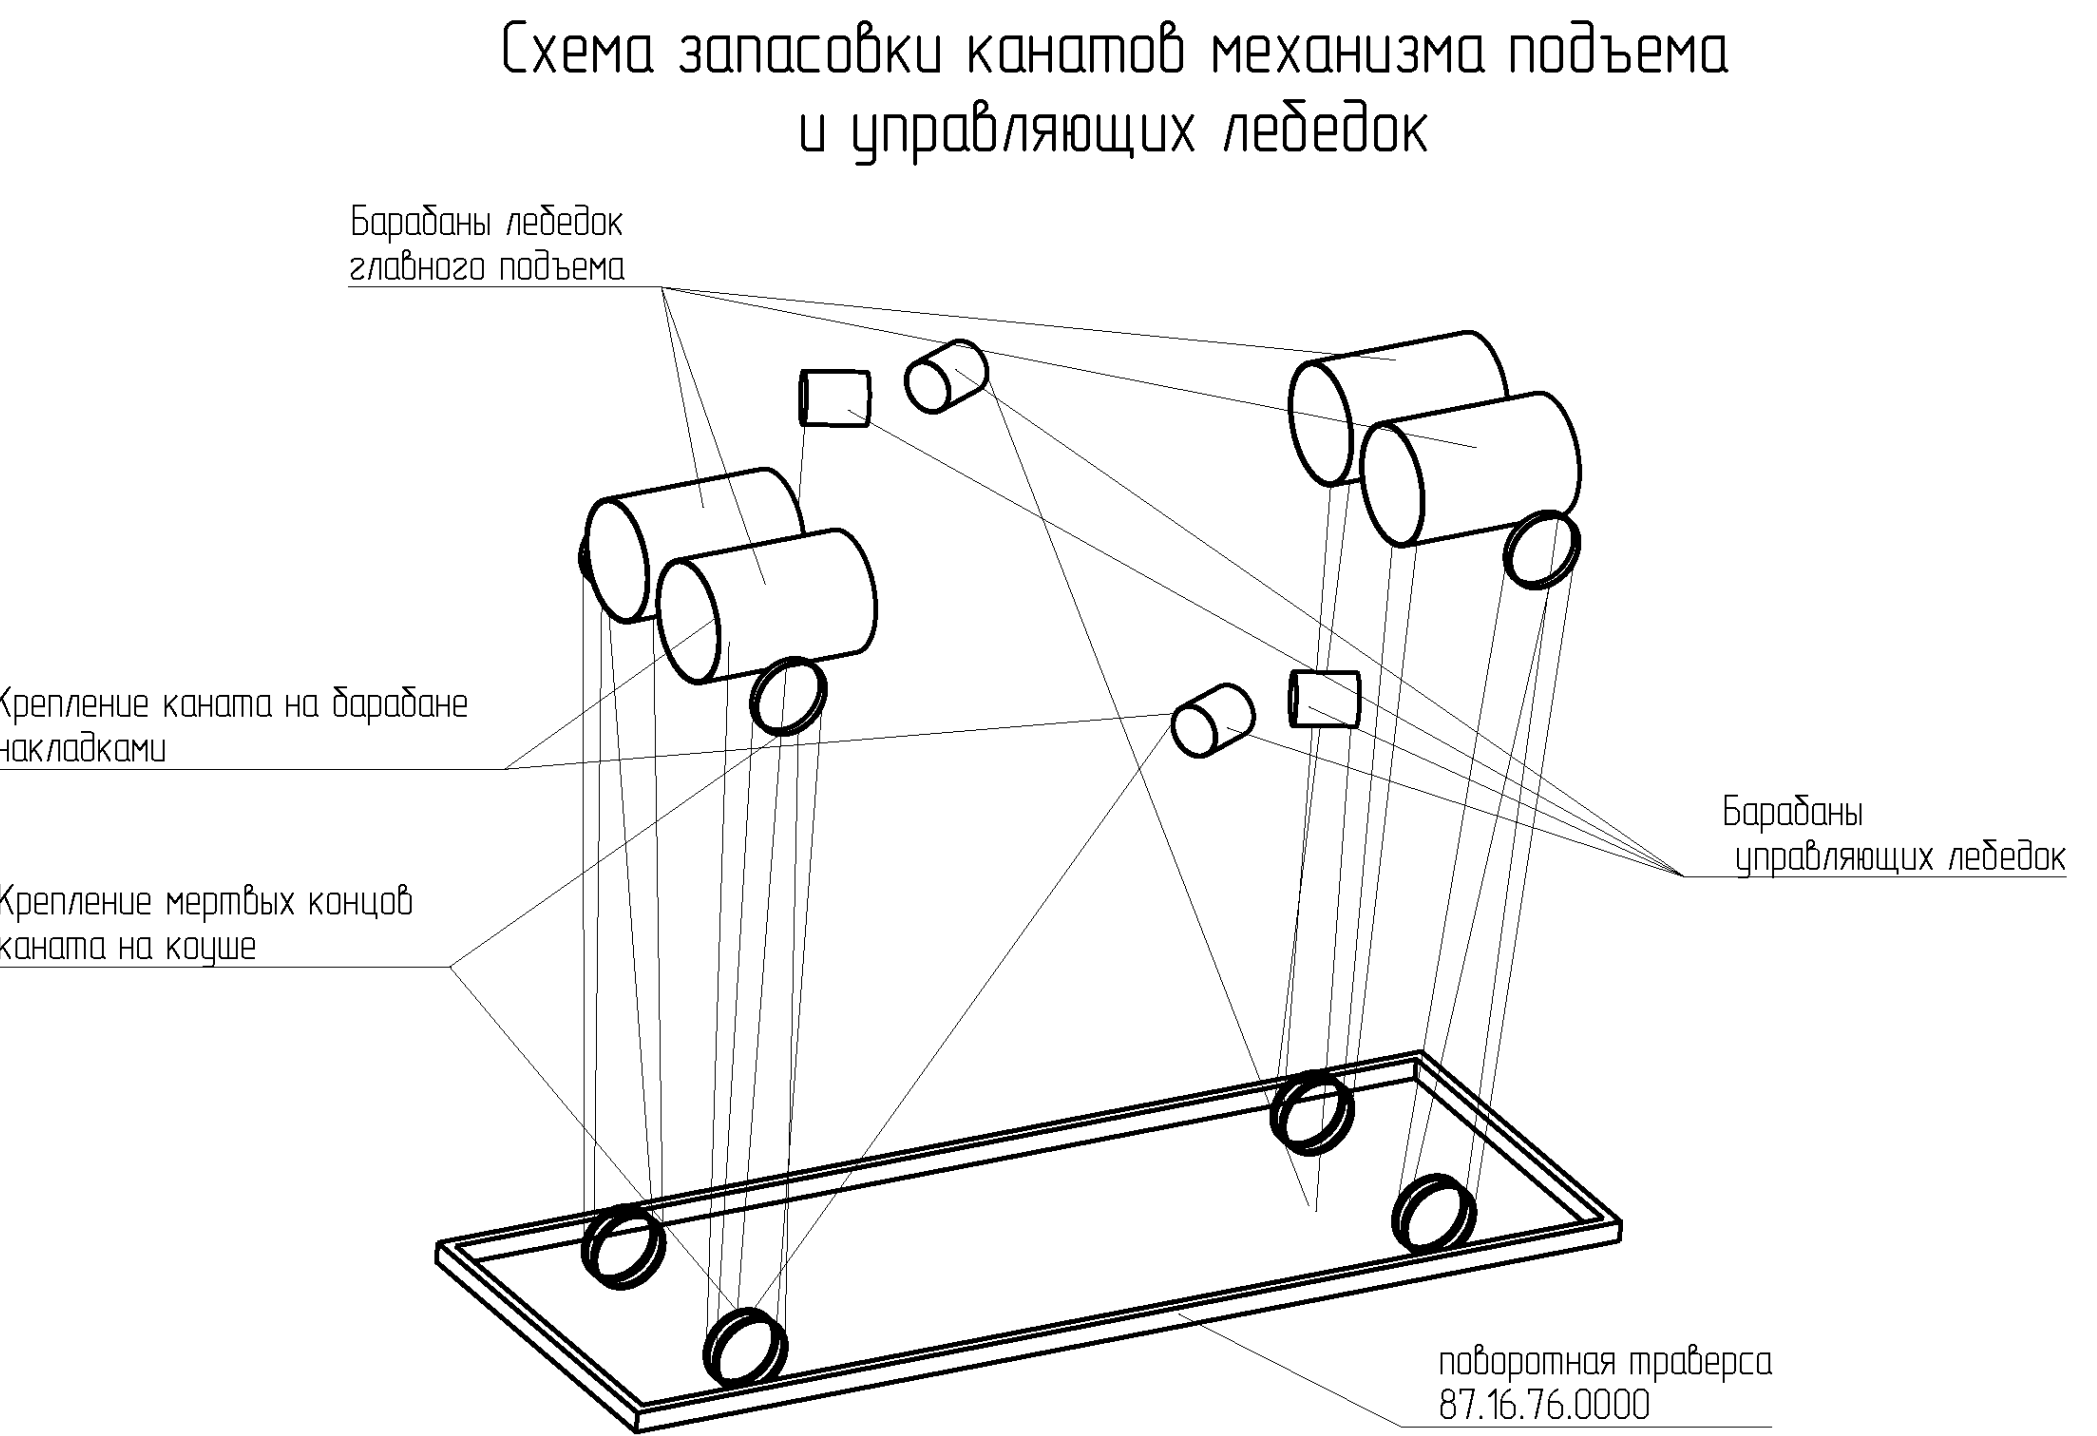 Схема запасовки канатов механизма подъема
и управляющих лебедок
Барабаны лебедок
главного подъема
Крепление каната на барабане
накладками
Крепление мертвых концов
каната на коуше
Барабаны
управляющих лебедок
поворотная траверса
87.16.76.0000